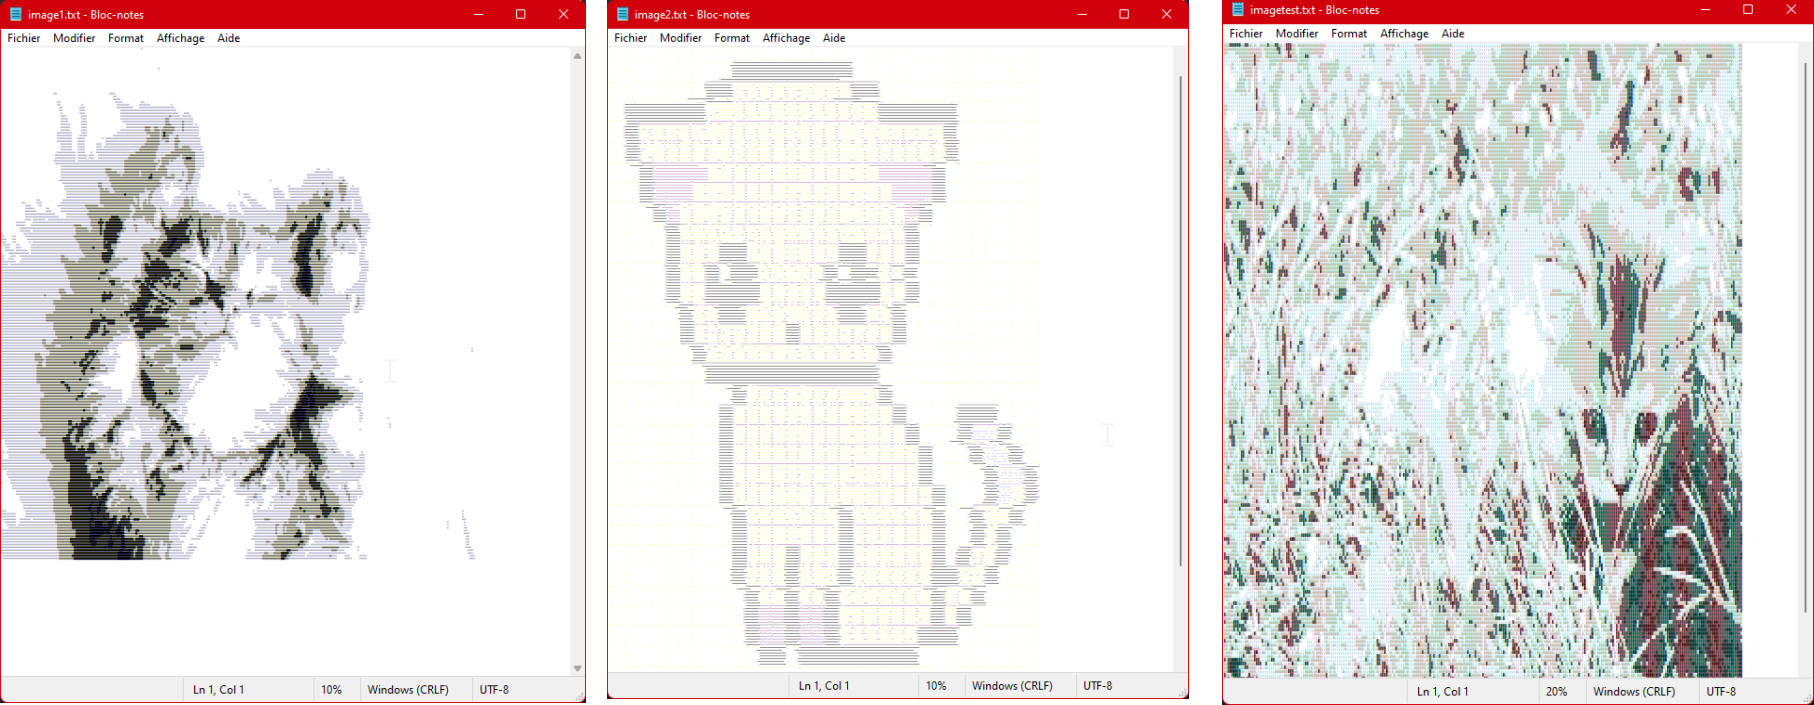 image1.txt - Bloc-notes
Fichier Modifier Format Affichage Aide
Ln 1, Col 1 10% Windows (CRLF) UTF-8
image2.txt - Bloc-notes
Fichier Modifier Format Affichage Aide
Ln 1, Col 1 10% Windows (CRLF) UTF-8
imagetest.txt - Bloc-notes
Fichier Modifier Format Affichage Aide
Ln 1, Col 1 20% Windows (CRLF) UTF-8